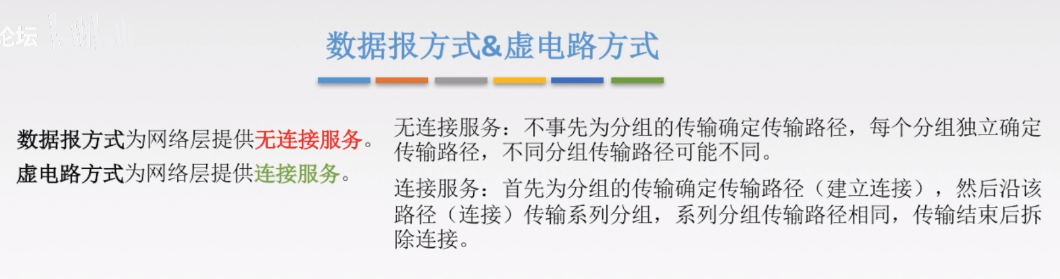 论坛
数据报方式&虚电路方式
数据报方式为网络层提供无连接服务。
虚电路方式为网络层提供连接服务。
无连接服务：不事先为分组的传输确定传输路径，每个分组独立确定
传输路径，不同分组传输路径可能不同。
连接服务：首先为分组的传输确定传输路径（建立连接），然后沿该
路径（连接）传输系列分组，系列分组传输路径相同，传输结束后拆
除连接。